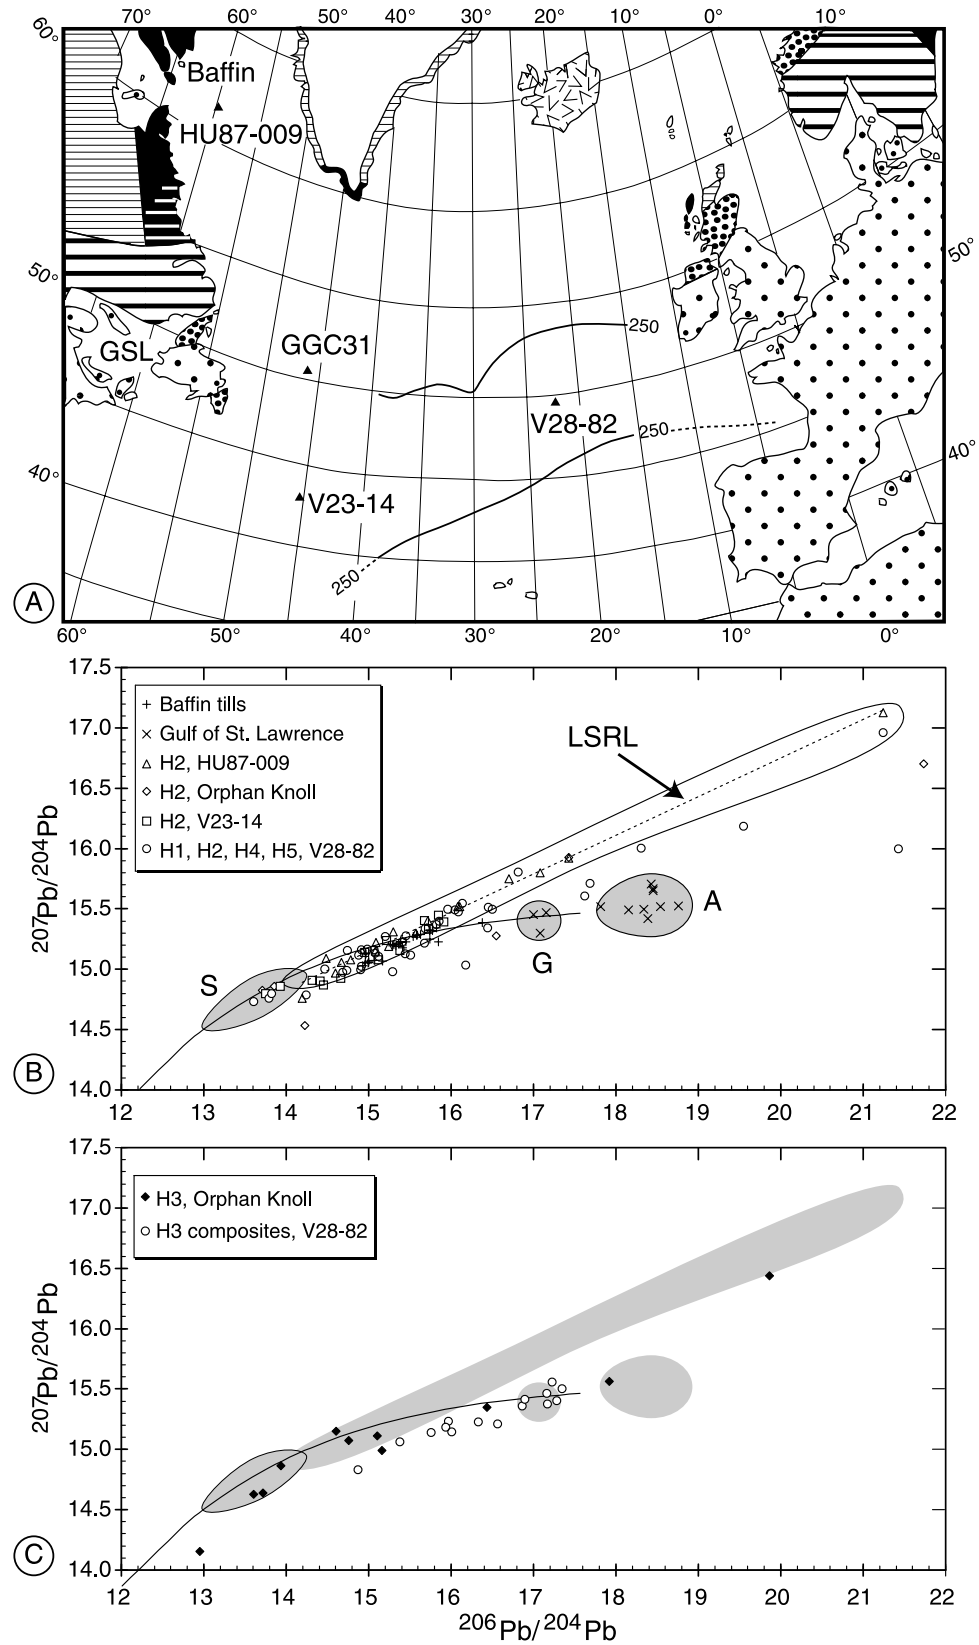 70° 60° 50° 40° 30° 20° 10° 0° 10°
60°
Baffin
HU87-009
50°
50°
250
GSL
GGC31
V28-82
250
40°
40°
V23-14
250
A
60° 50° 40° 30° 20° 10° 0°
17.5
+ Baffin tills
× Gulf of St. Lawrence
△ H2, HU87-009
◇ H2, Orphan Knoll
□ H2, V23-14
○ H1, H2, H4, H5, V28-82
LSRL
17.0
16.5
16.0
15.5
15.0
14.5
14.0
207Pb/204Pb
A
G
S
B
12 13 14 15 16 17 18 19 20 21 22
17.5
◆ H3, Orphan Knoll
○ H3 composites, V28-82
17.0
16.5
16.0
15.5
15.0
14.5
14.0
207Pb/204Pb
C
12 13 14 15 16 17 18 19 20 21 22
206Pb/204Pb